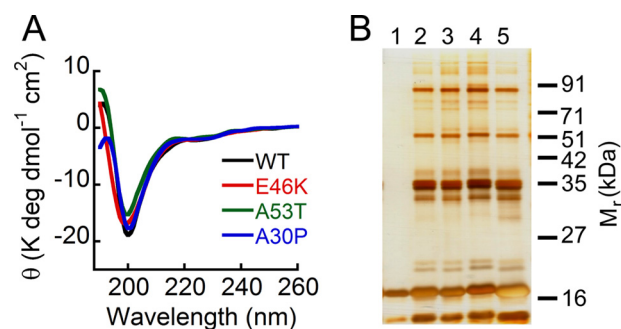 A
10
0
-10
-20
θ (K deg dmol⁻¹ cm²)
WT
E46K
A53T
A30P
200 220 240 260
Wavelength (nm)
B
1 2 3 4 5
91
71
51
42
35
27
16
Mr (kDa)